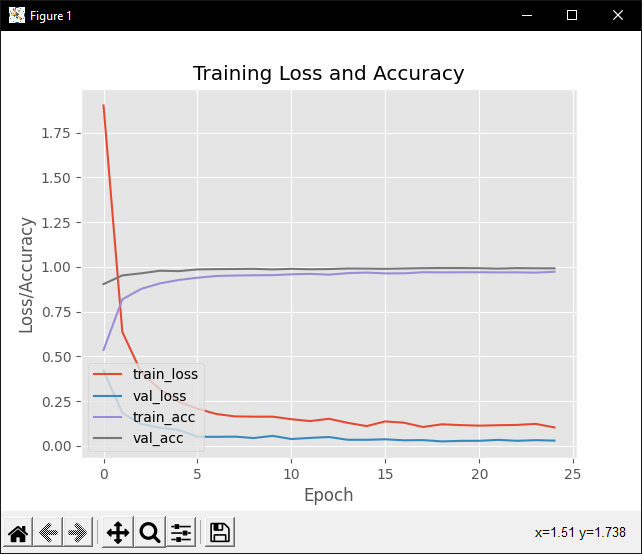 Figure 1
Training Loss and Accuracy
1.75
1.50
1.25
1.00
0.75
0.50
0.25
0.00
Loss/Accuracy
train_loss
val_loss
train_acc
val_acc
0 5 10 15 20 25
Epoch
x=1.51 y=1.738